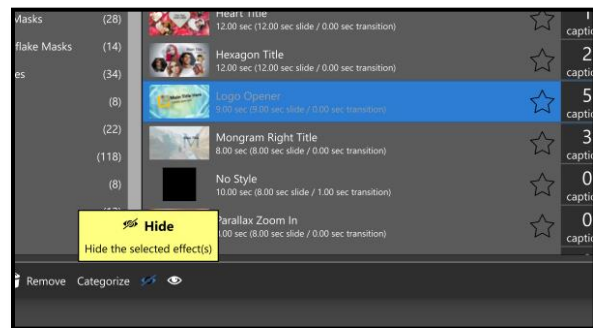 Masks (28)
flake Masks (14)
es (34)
(8)
(22)
(118)
(8)
Heart Title
12.00 sec (12.00 sec slide / 0.00 sec transition)
Hexagon Title
12.00 sec (12.00 sec slide / 0.00 sec transition)
2
Logo Opener
9.00 sec (9.00 sec slide / 0.00 sec transition)
5
Mongram Right Title
8.00 sec (8.00 sec slide / 0.00 sec transition)
3
No Style
10.00 sec (8.00 sec slide / 1.00 sec transition)
0
Parallax Zoom In
.00 sec (8.00 sec slide / 0.00 sec transition)
0
Hide
Hide the selected effect(s)
Remove Categorize